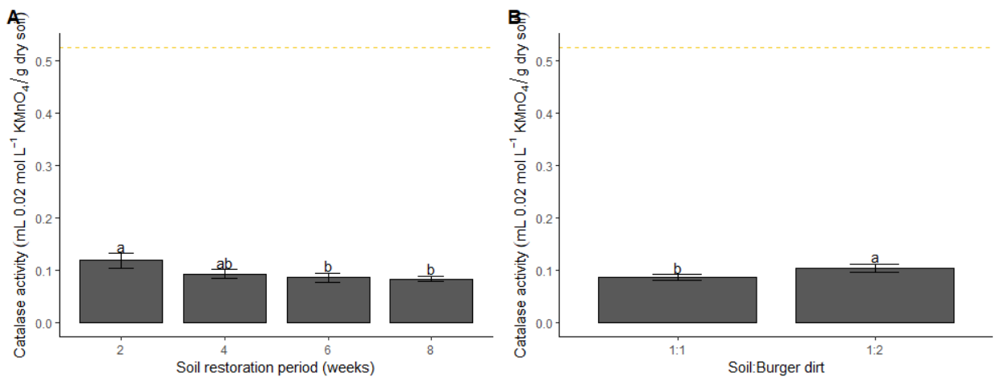 A
Catalase activity (mL 0.02 mol L⁻¹ KMnO₄/g dry soil)
0.5
0.4
0.3
0.2
0.1
0.0
a
ab
b
b
2
4
6
8
Soil restoration period (weeks)
B
Catalase activity (mL 0.02 mol L⁻¹ KMnO₄/g dry soil)
0.5
0.4
0.3
0.2
0.1
0.0
b
a
1:1
1:2
Soil:Burger dirt